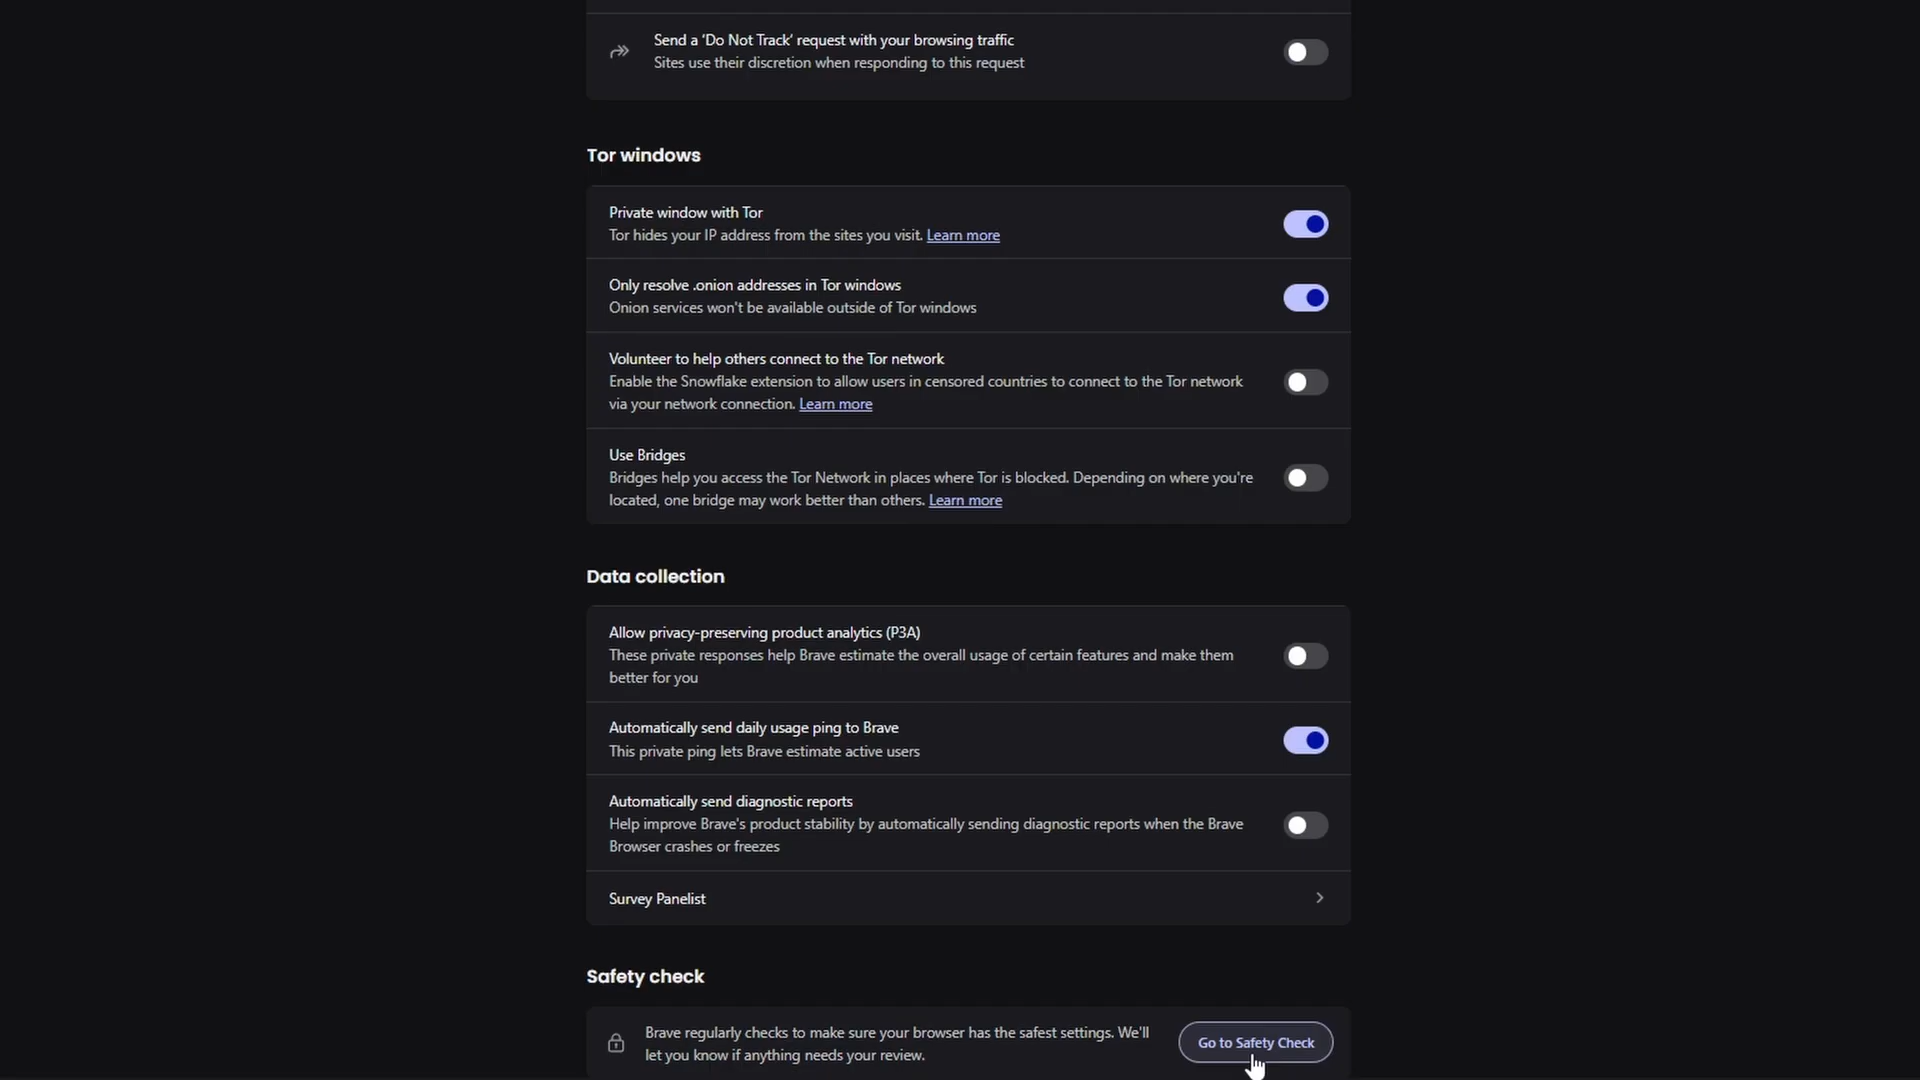 Send a 'Do Not Track' request with your browsing traffic
Sites use their discretion when responding to this request
Tor windows
Private window with Tor
Tor hides your IP address from the sites you visit. Learn more
Only resolve .onion addresses in Tor windows
Onion services won't be available outside of Tor windows
Volunteer to help others connect to the Tor network
Enable the Snowflake extension to allow users in censored countries to connect to the Tor network
via your network connection. Learn more
Use Bridges
Bridges help you access the Tor Network in places where Tor is blocked. Depending on where you're
located, one bridge may work better than others. Learn more
Data collection
Allow privacy-preserving product analytics (P3A)
These private responses help Brave estimate the overall usage of certain features and make them
better for you
Automatically send daily usage ping to Brave
This private ping lets Brave estimate active users
Automatically send diagnostic reports
Help improve Brave's product stability by automatically sending diagnostic reports when the Brave
Browser crashes or freezes
Survey Panelist
Safety check
Brave regularly checks to make sure your browser has the safest settings. We'll
let you know if anything needs your review.
Go to Safety Check